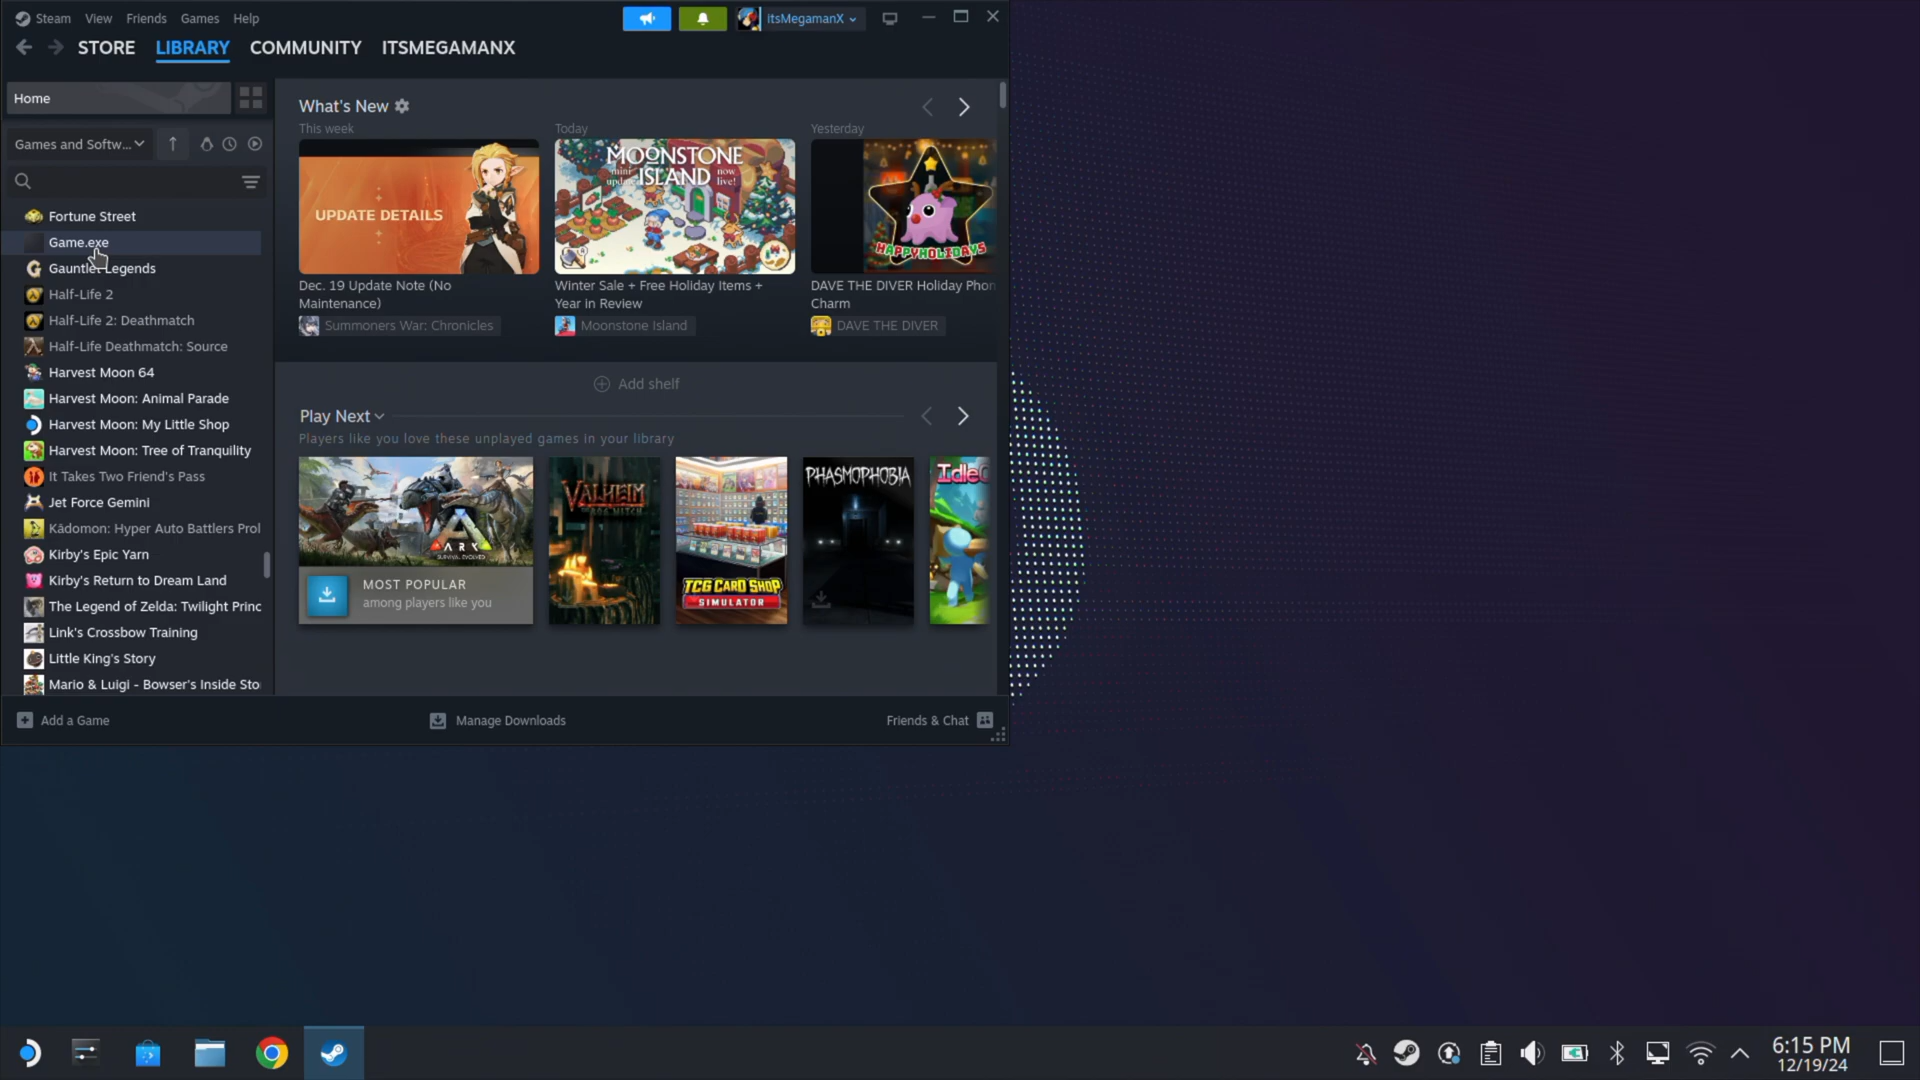 Steam View Friends Games Help
itsMegamanX
STORE LIBRARY COMMUNITY ITSMEGAMANX
Home
Games and Softw...
Fortune Street
Game.exe
Gauntlet Legends
Half-Life 2
Half-Life 2: Deathmatch
Half-Life Deathmatch: Source
Harvest Moon 64
Harvest Moon: Animal Parade
Harvest Moon: My Little Shop
Harvest Moon: Tree of Tranquility
It Takes Two Friend's Pass
Jet Force Gemini
Kādomon: Hyper Auto Battlers Prol
Kirby's Epic Yarn
Kirby's Return to Dream Land
The Legend of Zelda: Twilight Princ
Link's Crossbow Training
Little King's Story
Mario & Luigi - Bowser's Inside Sto
What's New
This week
Today
Yesterday
UPDATE DETAILS
MOONSTONE
mini update ISLAND now live!
HAPPYHOLIDAYS
Dec. 19 Update Note (No
Maintenance)
Winter Sale + Free Holiday Items +
Year in Review
DAVE THE DIVER Holiday Phon
Charm
Summoners War: Chronicles
Moonstone Island
DAVE THE DIVER
Add shelf
Play Next
Players like you love these unplayed games in your library
ARK
SURVIVAL EVOLVED
MOST POPULAR
among players like you
VALHEIM
TCG CARD SHOP
SIMULATOR
PHASMOPHOBIA
Idle
Add a Game
Manage Downloads
Friends & Chat
6:15 PM
12/19/24